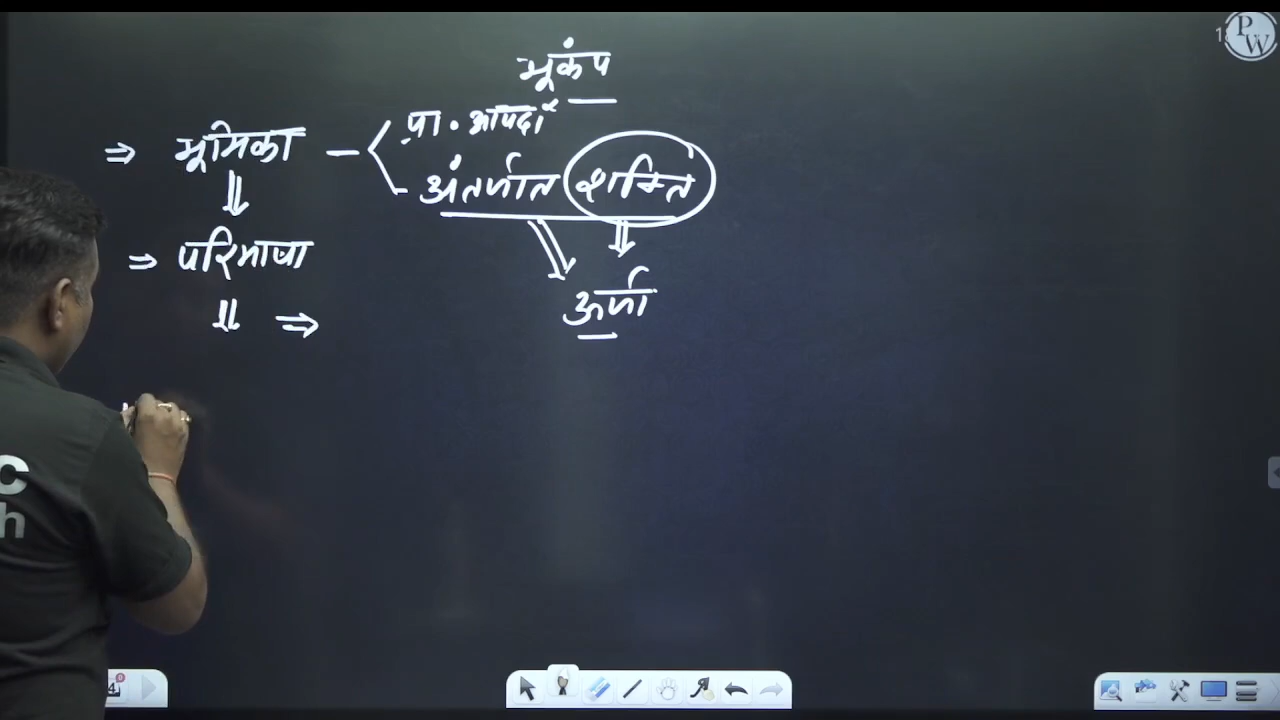 भूकंप
प्रा. आपदा
⇒ भूमिका
अंतर्जात शक्ति
⇒ परिभाषा
ऊर्जा
PW
c
h